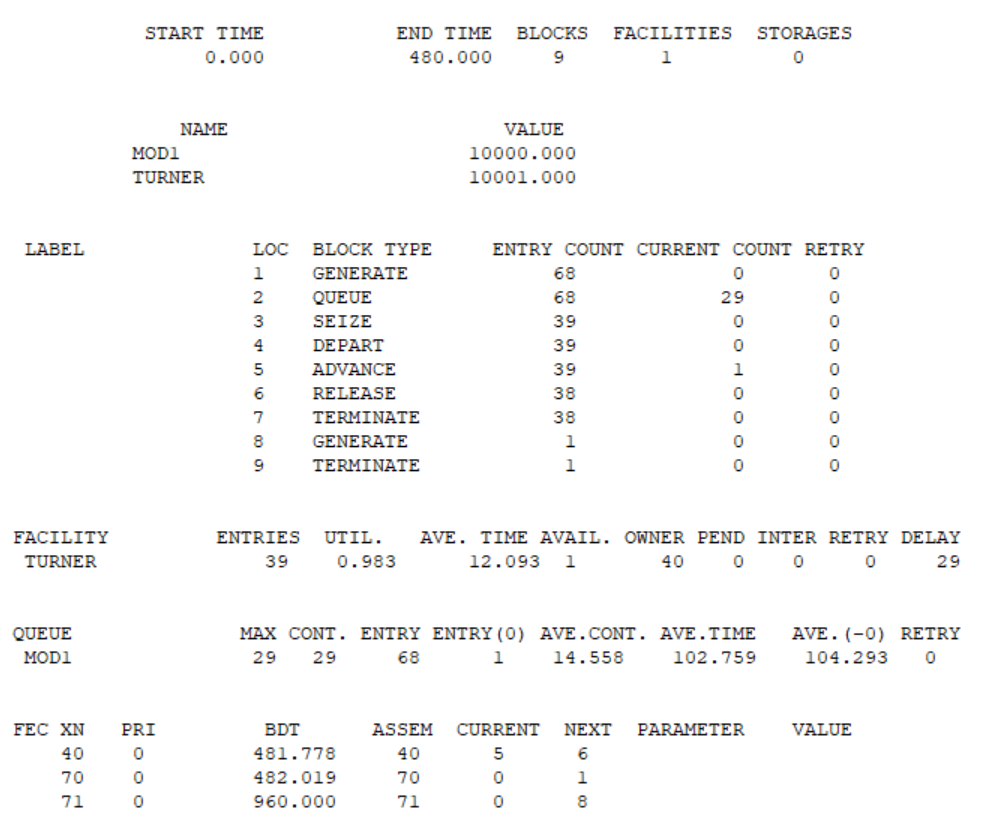 START TIME END TIME BLOCKS FACILITIES STORAGES
0.000 480.000 9 1 0
NAME VALUE
MOD1 10000.000
TURNER 10001.000
LABEL LOC BLOCK TYPE ENTRY COUNT CURRENT COUNT RETRY
1 GENERATE 68 0 0
2 QUEUE 68 29 0
3 SEIZE 39 0 0
4 DEPART 39 0 0
5 ADVANCE 39 1 0
6 RELEASE 38 0 0
7 TERMINATE 38 0 0
8 GENERATE 1 0 0
9 TERMINATE 1 0 0
FACILITY ENTRIES UTIL. AVE. TIME AVAIL. OWNER PEND INTER RETRY DELAY
TURNER 39 0.983 12.093 1 40 0 0 0 29
QUEUE MAX CONT. ENTRY ENTRY(0) AVE.CONT. AVE.TIME AVE.(-0) RETRY
MOD1 29 29 68 1 14.558 102.759 104.293 0
FEC XN PRI BDT ASSEM CURRENT NEXT PARAMETER VALUE
40 0 481.778 40 5 6
70 0 482.019 70 0 1
71 0 960.000 71 0 8